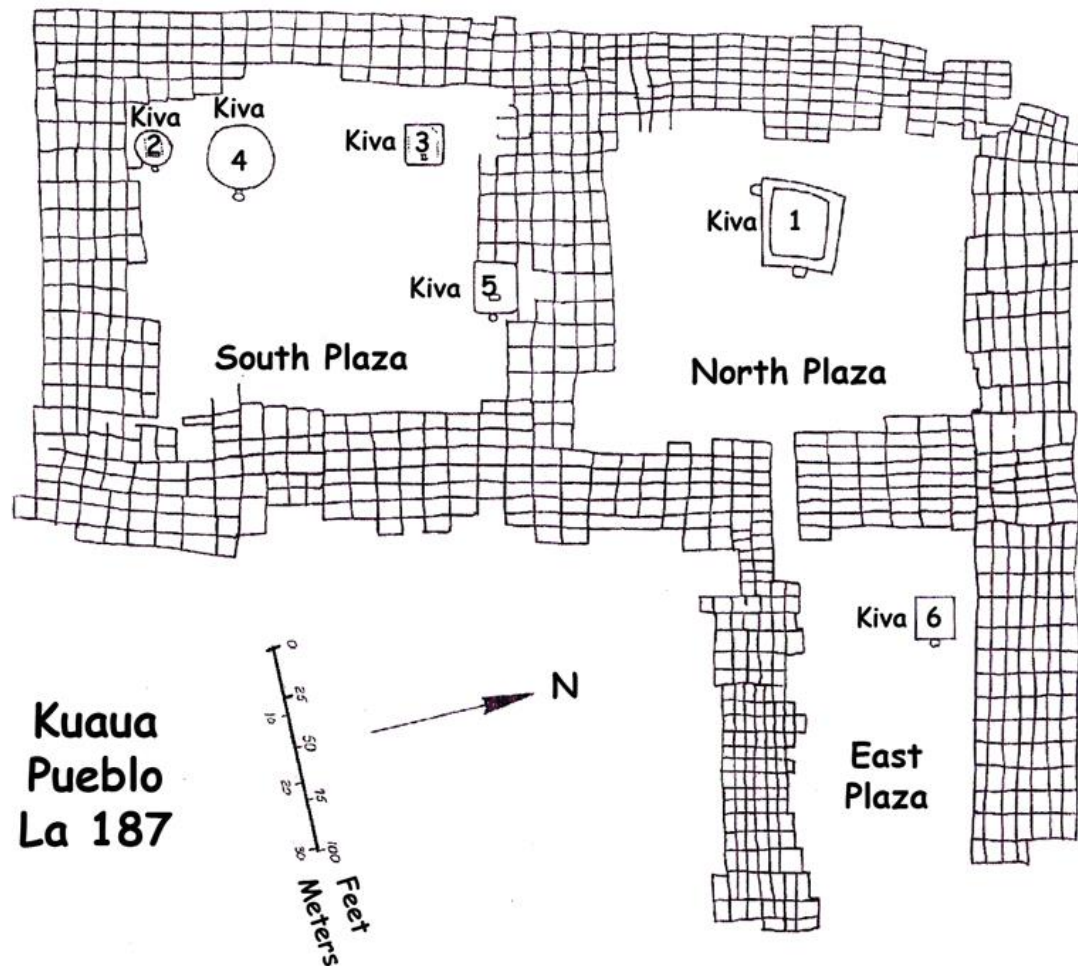 Kiva
2
Kiva
4
Kiva 3
Kiva 1
Kiva 5
South Plaza
North Plaza
Kiva 6
East
Plaza
N
Kuaua
Pueblo
La 187
0
25
10
50
20
75
30 100
Feet
Meters